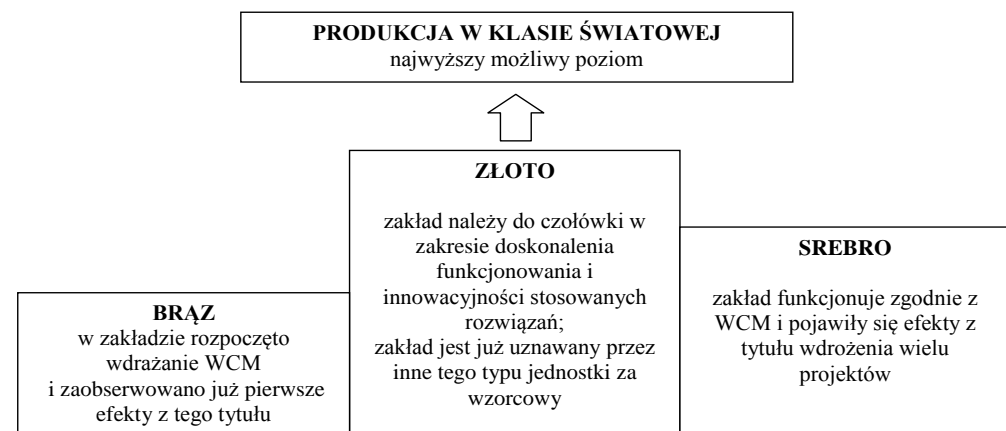 PRODUKCJA W KLASIE ŚWIATOWEJ
najwyższy możliwy poziom
ZŁOTO
zakład należy do czołówki w
zakresie doskonalenia
funkcjonowania i
innowacyjności stosowanych
rozwiązań;
zakład jest już uznawany przez
inne tego typu jednostki za
wzorcowy
SREBRO
zakład funkcjonuje zgodnie z
WCM i pojawiły się efekty z
tytułu wdrożenia wielu
projektów
BRĄZ
w zakładzie rozpoczęto
wdrażanie WCM
i zaobserwowano już pierwsze
efekty z tego tytułu